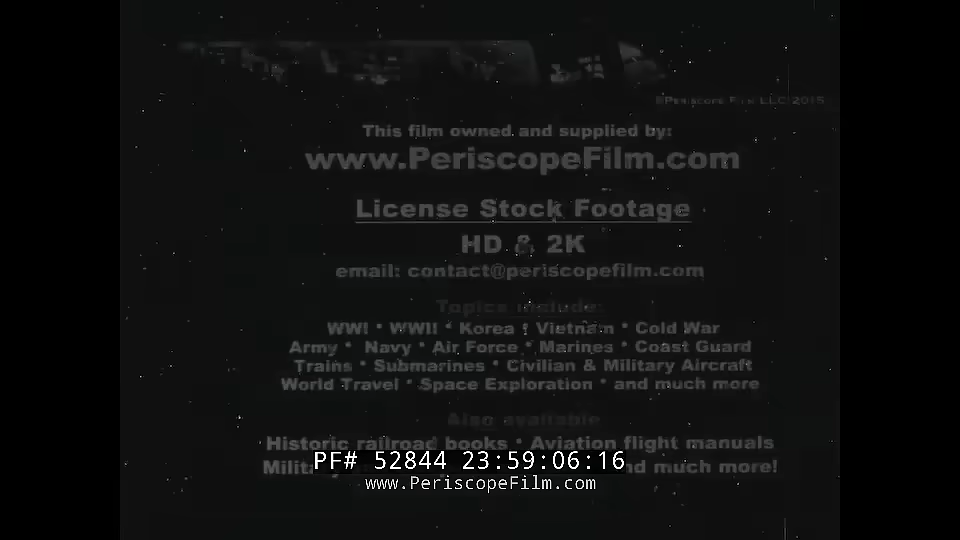 ©Periscope Film LLC 2015
This film owned and supplied by:
www.PeriscopeFilm.com
License Stock Footage
HD & 2K
email: contact@periscopefilm.com
Topics include:
WWI * WWII * Korea * Vietnam * Cold War
Army * Navy * Air Force * Marines * Coast Guard
Trains * Submarines * Civilian & Military Aircraft
World Travel * Space Exploration * and much more
Also available
Historic railroad books * Aviation flight manuals
and much more!
PF# 52844 23:59:06:16
www.PeriscopeFilm.com